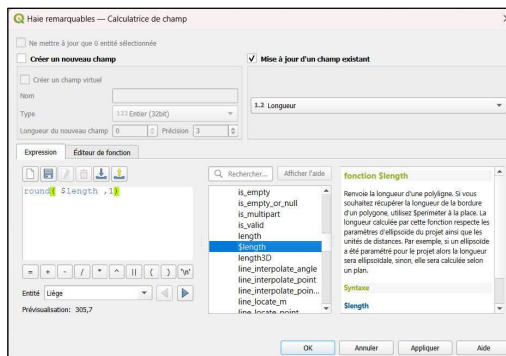 Haie remarquables — Calculatrice de champ
Ne mettre à jour que 0 entité sélectionnée
Créer un nouveau champ
Mise à jour d'un champ existant
Créer un champ virtuel
Nom
Type 123 Entier (32bit)
Longueur du nouveau champ 0 Précision 3
1.2 Longueur
Expression Éditeur de fonction
round( $length ,1)
= + - / * ^ || ( ) '\n'
Entité Liège
Prévisualisation: 305,7
Rechercher... Afficher l'aide
is_empty
is_empty_or_null
is_multipart
is_valid
length
$length
length3D
line_interpolate_angle
line_interpolate_point
line_interpolate_poin...
line_locate_m
line_locate_point
fonction $length
Renvoie la longueur d'une polyligne. Si vous
souhaitez récupérer la longueur de la bordure
d'un polygone, utilisez $perimeter à la place. La
longueur calculée par cette fonction respecte les
paramètres d'ellipsoïde du projet ainsi que les
unités de distances. Par exemple, si un ellipsoïde
a été paramétré pour le projet alors la longueur
sera ellipsoïdale, sinon, elle sera calculée selon
un plan.
Syntaxe
$length
OK Annuler Appliquer Aide